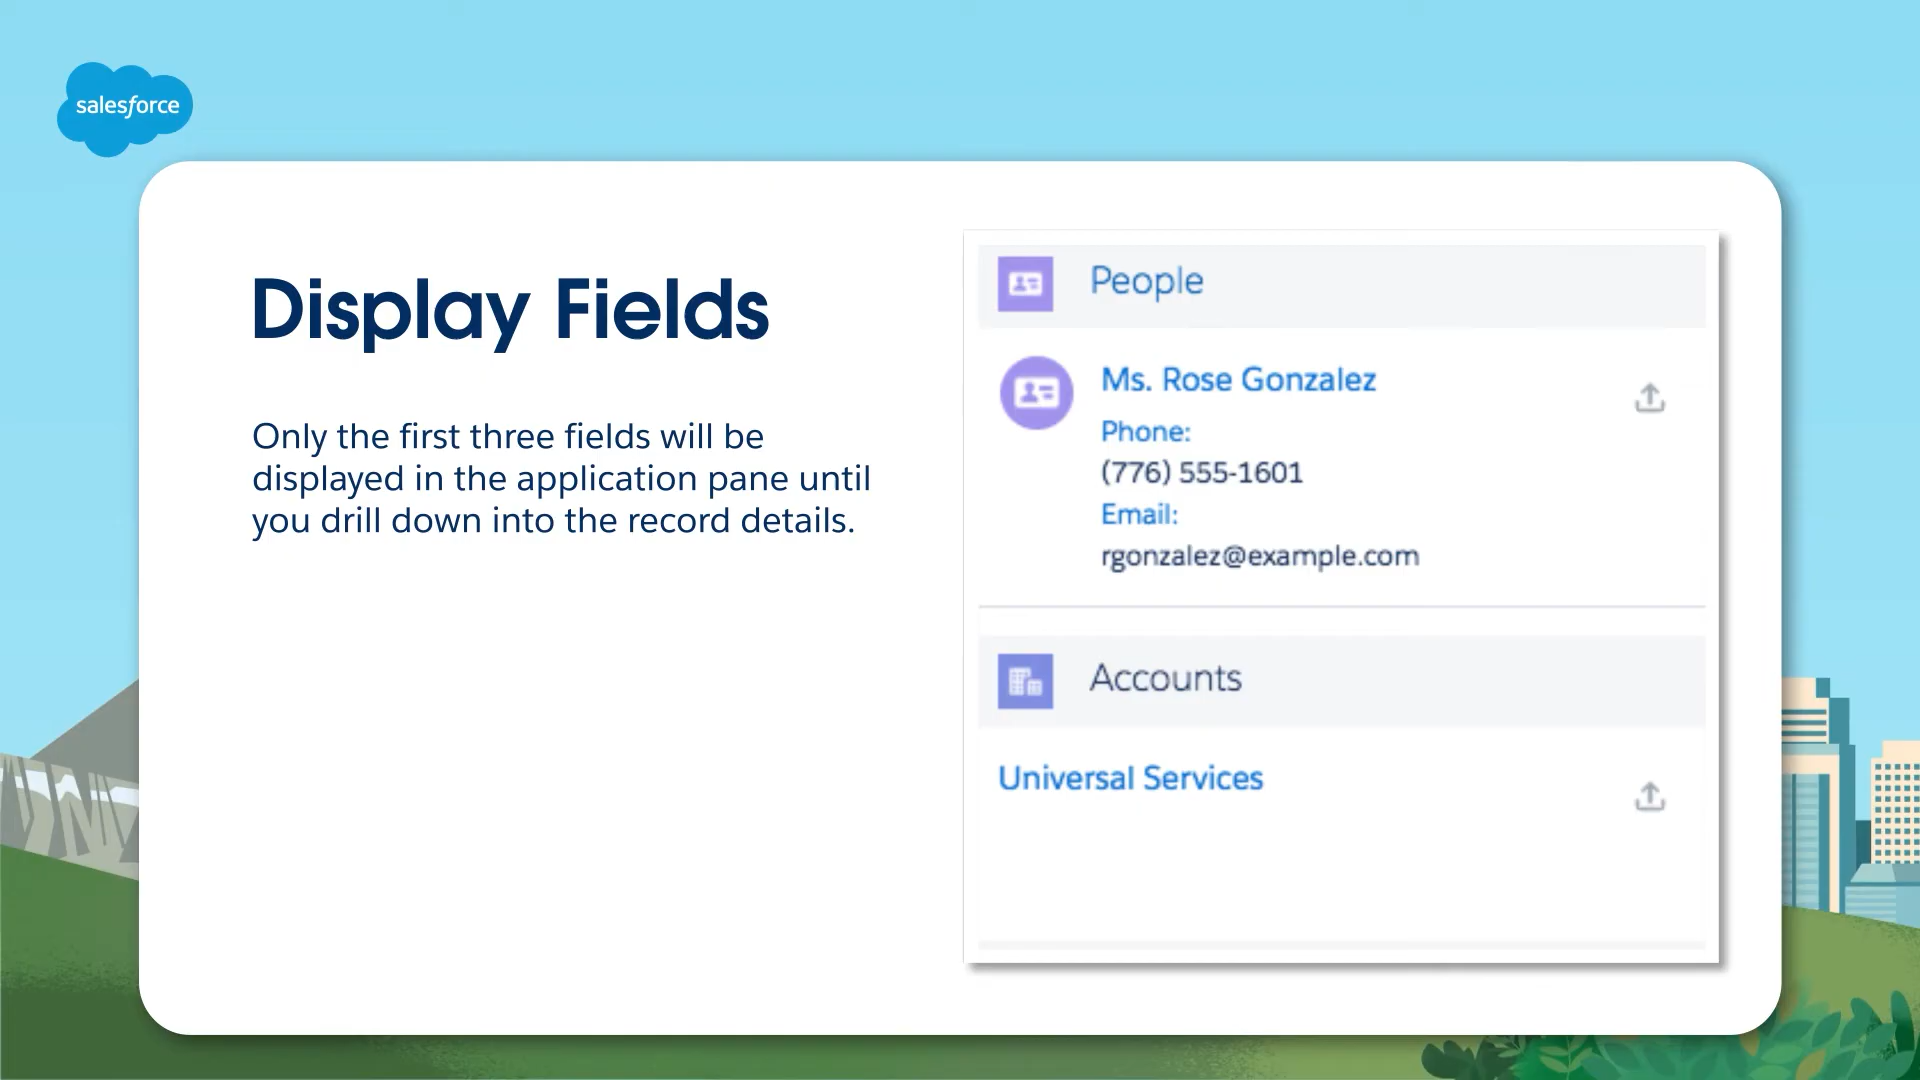 salesforce
Display Fields
Only the first three fields will be
displayed in the application pane until
you drill down into the record details.
People
Ms. Rose Gonzalez
Phone:
(776) 555-1601
Email:
rgonzalez@example.com
Accounts
Universal Services